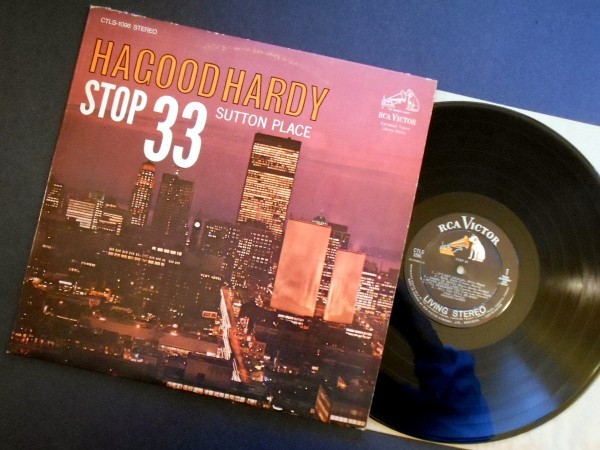 CTLS-1096 STEREO
HAGOOD HARDY
STOP 33
SUTTON PLACE
RCA VICTOR
RCA VICTOR
LIVING STEREO